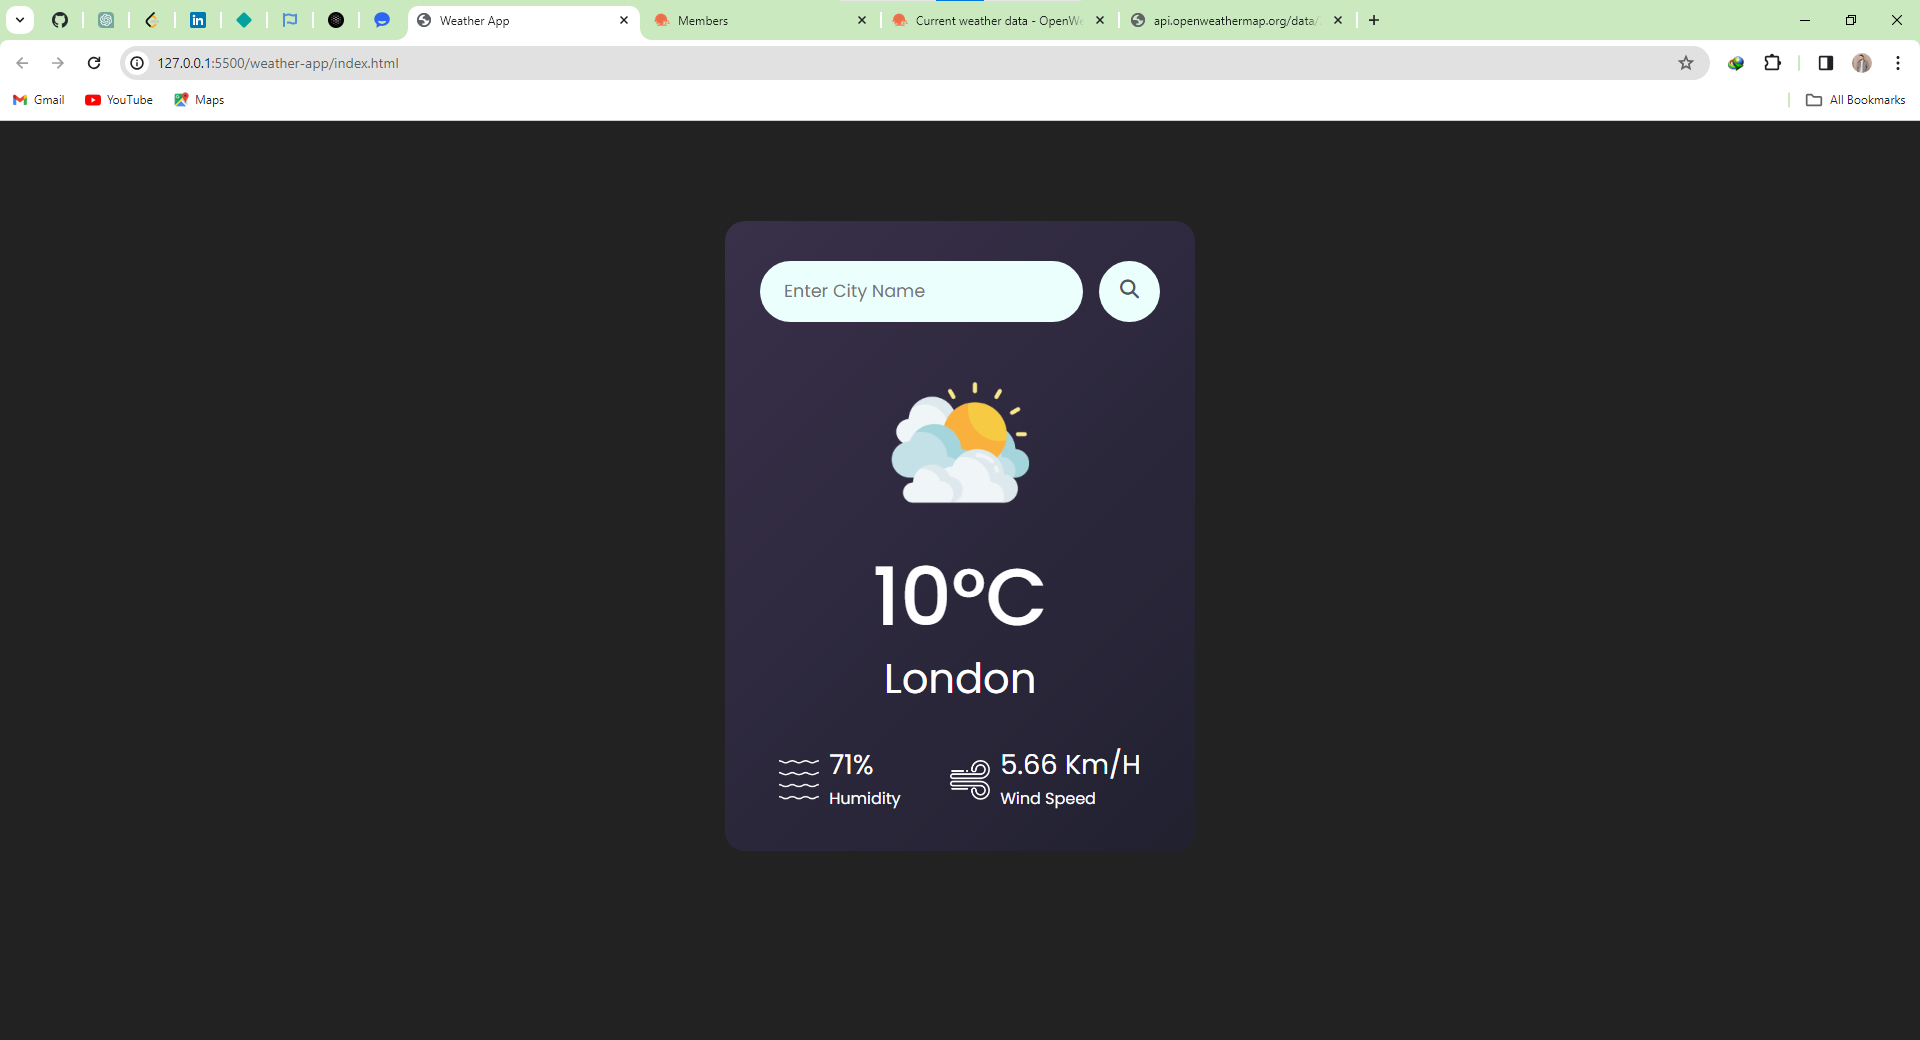 Weather App
Members
Current weather data - OpenWe
api.openweathermap.org/data/
127.0.0.1:5500/weather-app/index.html
Gmail
YouTube
Maps
All Bookmarks
Enter City Name
10°C
London
71%
Humidity
5.66 Km/H
Wind Speed